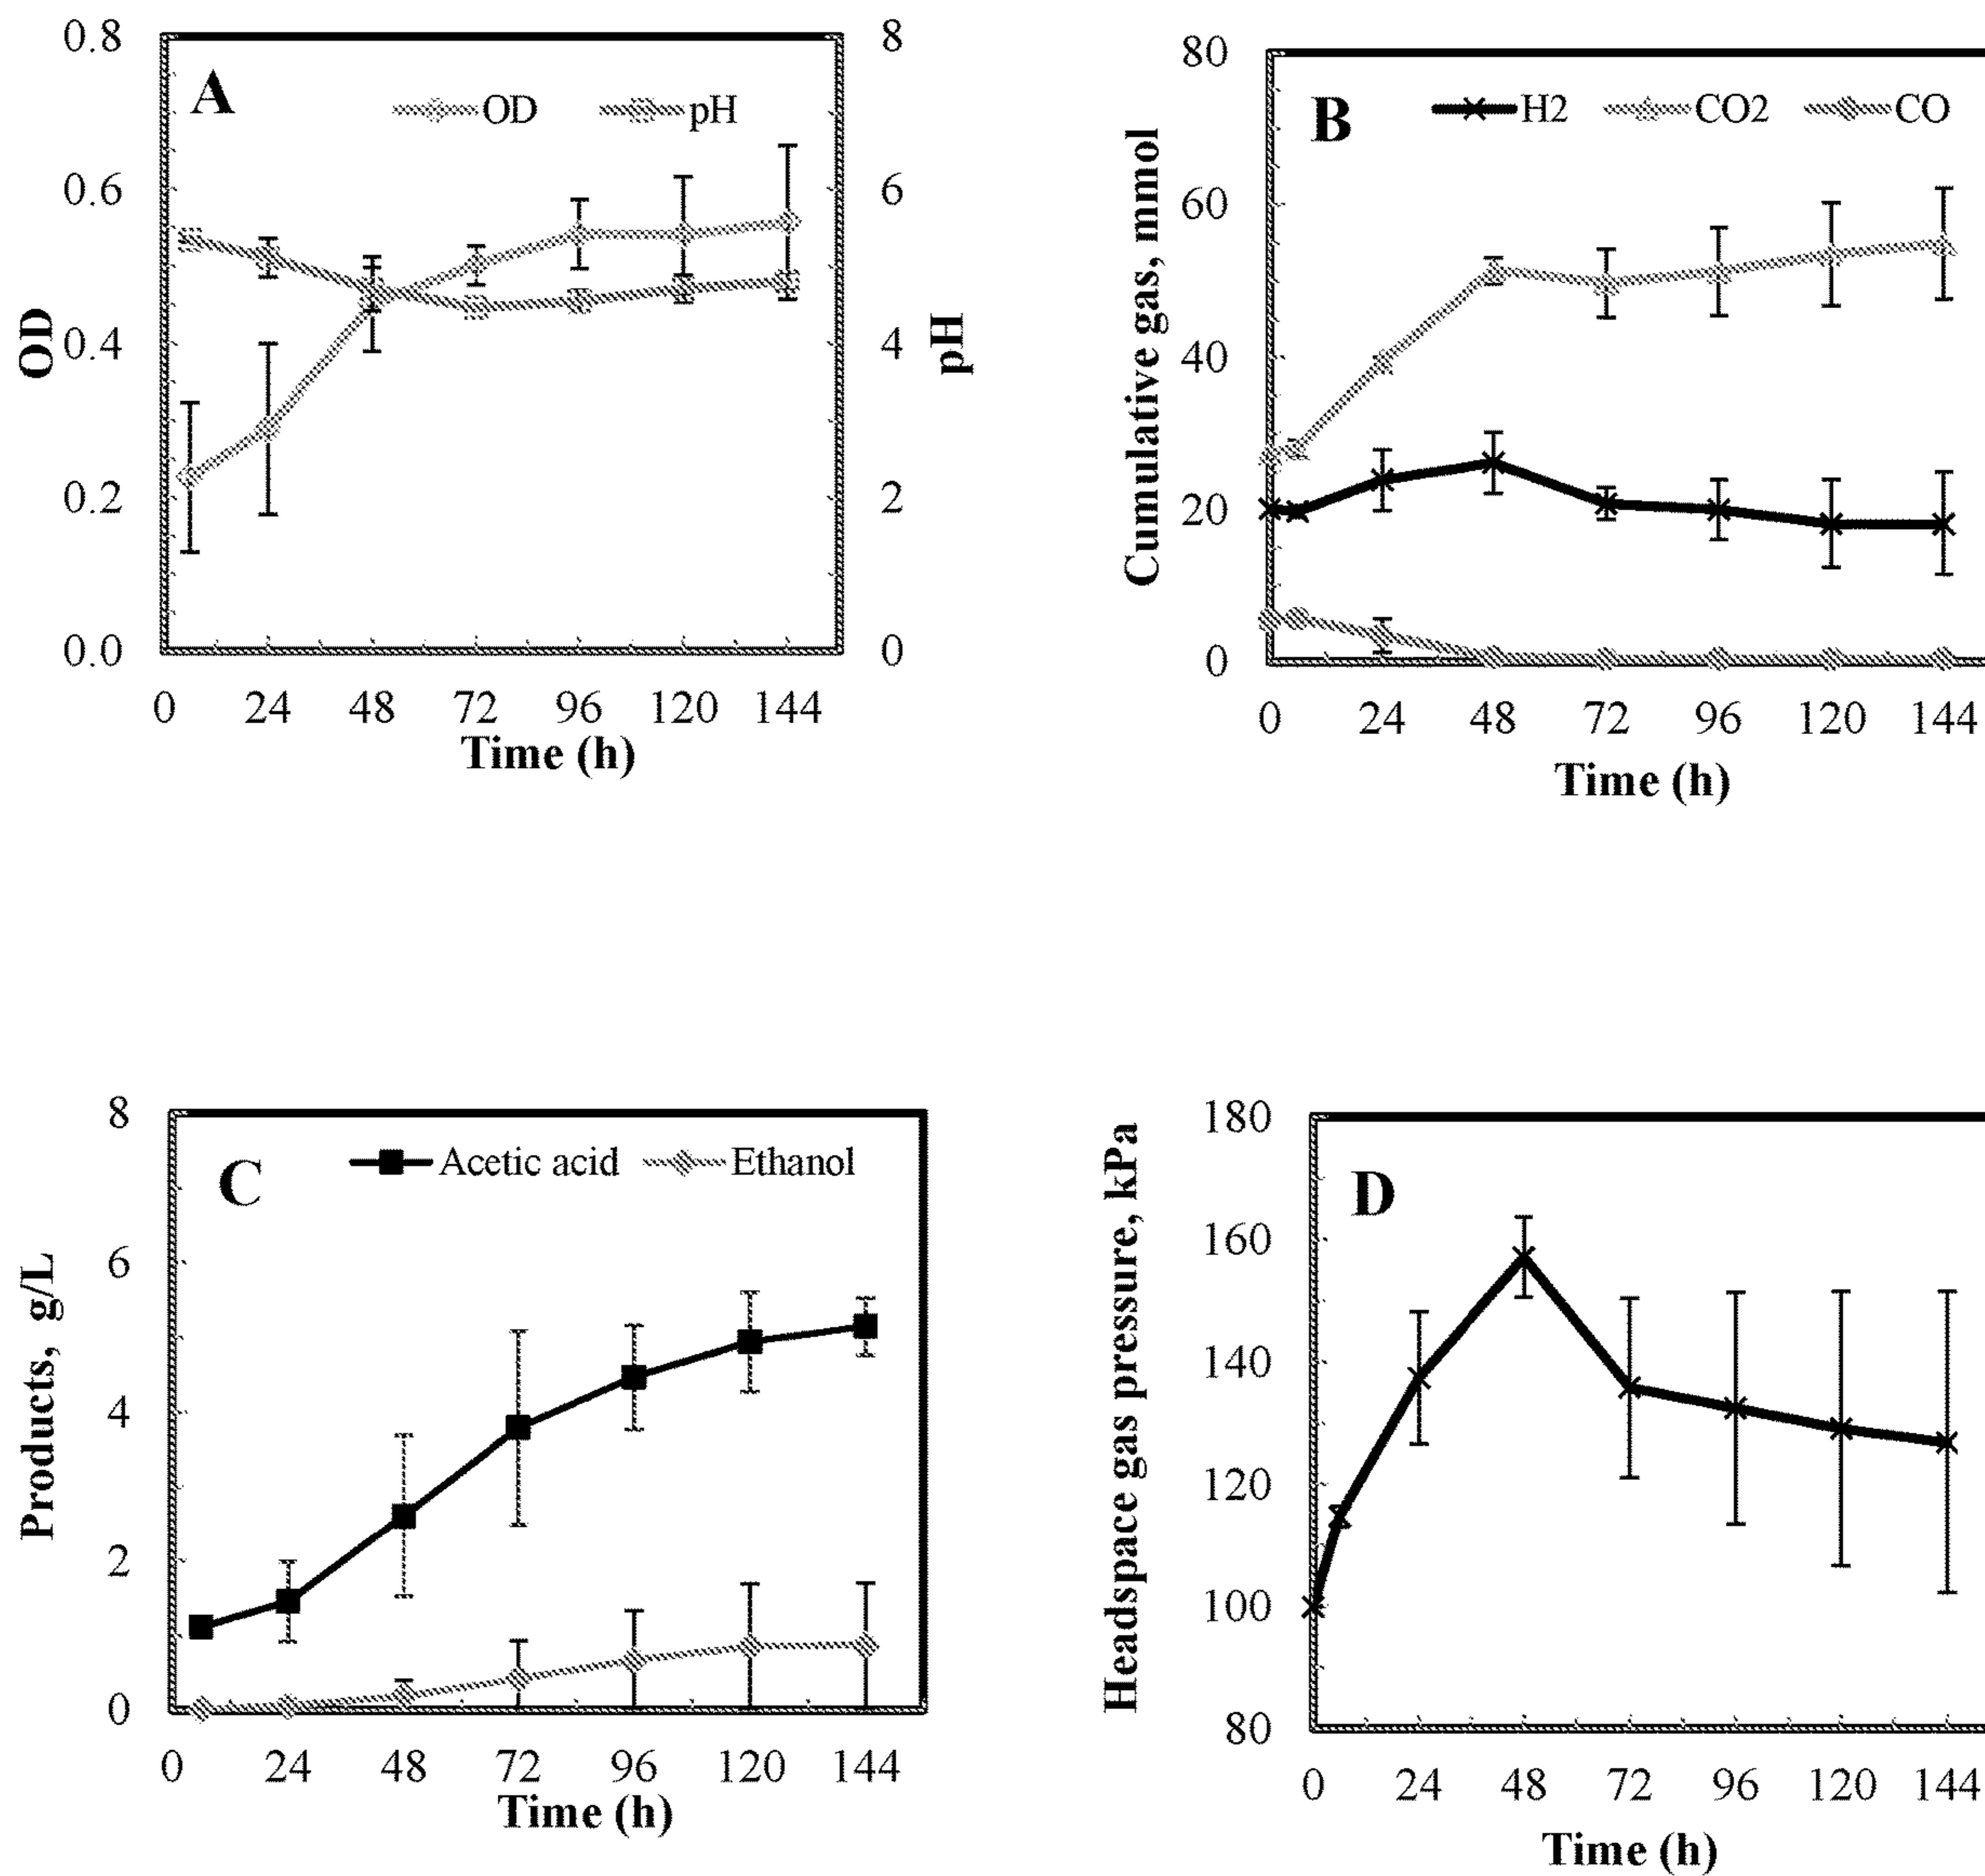 A
OD pH
0.8
0.6
0.4
0.2
0.0
OD
8
6
4
2
0
pH
0 24 48 72 96 120 144
Time (h)
B
H2 CO2 CO
80
60
40
20
0
Cumulative gas, mmol
0 24 48 72 96 120 144
Time (h)
C
Acetic acid Ethanol
8
6
4
2
0
Products, g/L
0 24 48 72 96 120 144
Time (h)
D
180
160
140
120
100
80
Headspace gas pressure, kPa
0 24 48 72 96 120 144
Time (h)